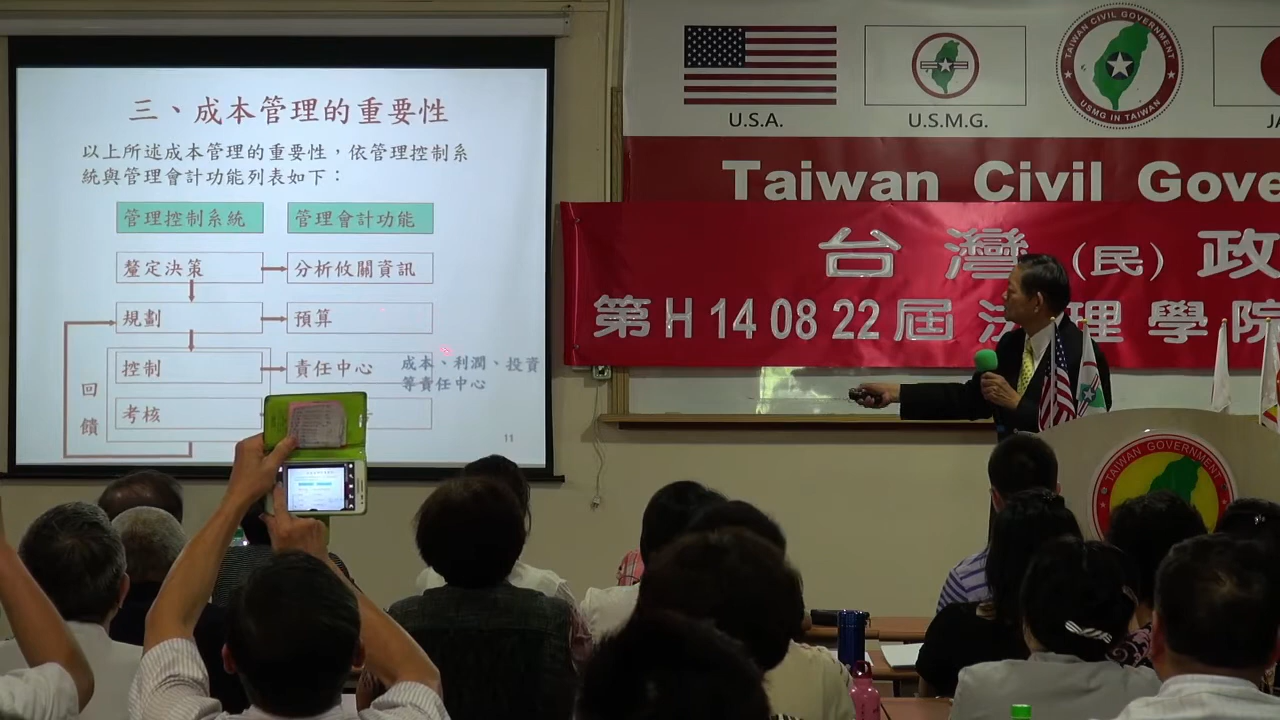 三、成本管理的重要性
以上所述成本管理的重要性，依管理控制系
統與管理會計功能列表如下：
管理控制系統
管理會計功能
釐定決策
分析攸關資訊
規劃
預算
控制
責任中心
成本、利潤、投資
等責任中心
考核
回饋
11
U.S.A.
U.S.M.G.
TAIWAN CIVIL GOVERNMENT
USMG IN TAIWAN
JA
Taiwan Civil Gove
台灣（民）政
第H 14 08 22屆法理學院
TAIWAN GOVERNMENT